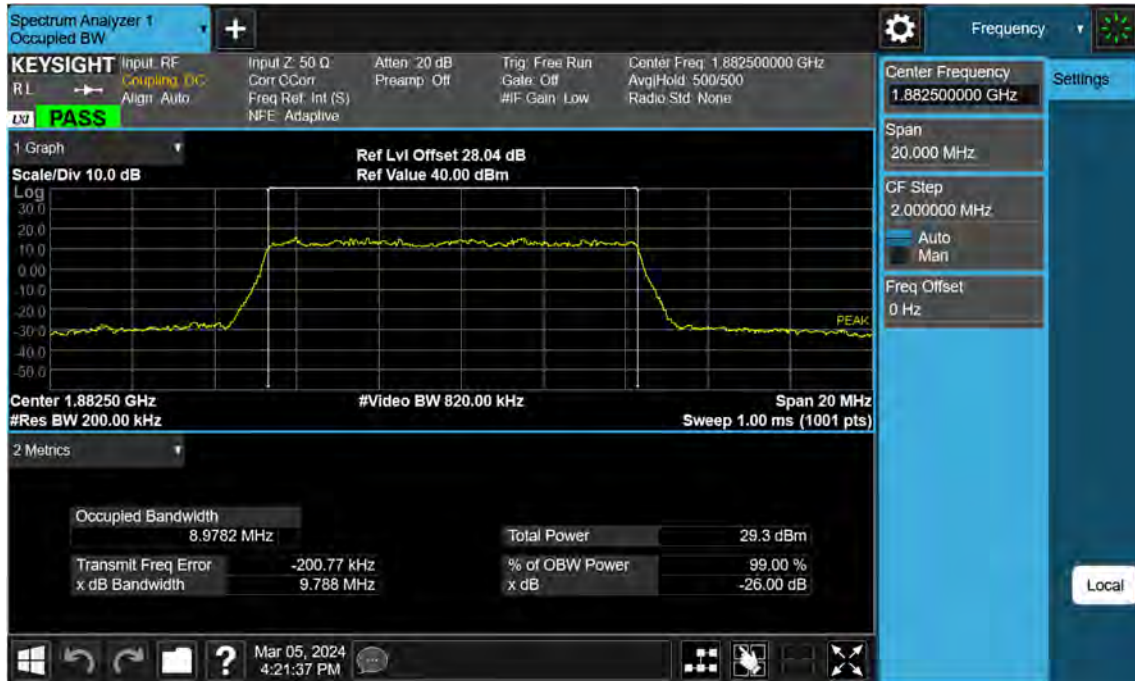 Spectrum Analyzer 1
Occupied BW
+
Frequency
KEYSIGHT
RL
LXI PASS
Input: RF
Coupling: DC
Align: Auto
Input Z: 50 Ω
Corr CCorr
Freq Ref: Int (S)
NFE: Adaptive
Atten: 20 dB
Preamp: Off
Trig: Free Run
Gate: Off
#IF Gain: Low
Center Freq: 1.882500000 GHz
Avg|Hold: 500/500
Radio Std: None
1 Graph
Scale/Div 10.0 dB
Ref Lvl Offset 28.04 dB
Ref Value 40.00 dBm
Log
30.0
20.0
10.0
0.00
-10.0
-20.0
-30.0
-40.0
-50.0
PEAK
Center 1.88250 GHz
#Video BW 820.00 kHz
Span 20 MHz
#Res BW 200.00 kHz
Sweep 1.00 ms (1001 pts)
2 Metrics
Occupied Bandwidth
8.9782 MHz
Total Power 29.3 dBm
Transmit Freq Error -200.77 kHz
% of OBW Power 99.00 %
x dB Bandwidth 9.788 MHz
x dB -26.00 dB
Center Frequency
1.882500000 GHz
Settings
Span
20.000 MHz
CF Step
2.000000 MHz
Auto
Man
Freq Offset
0 Hz
Local
?
Mar 05, 2024
4:21:37 PM